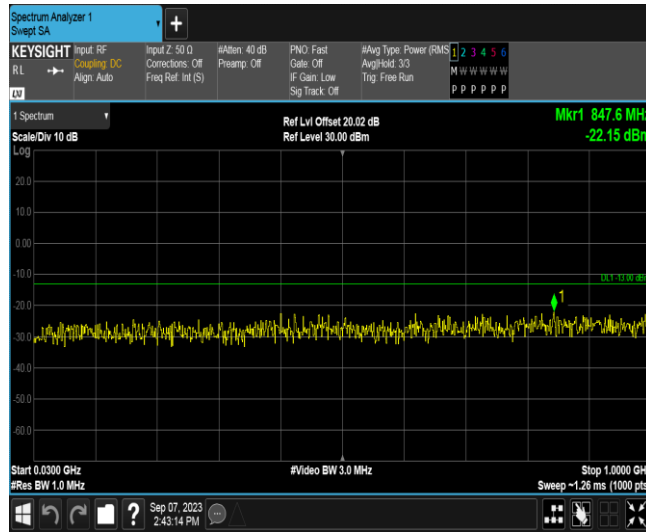 Spectrum Analyzer 1
Swept SA
+
KEYSIGHT
RL
LXI
Input: RF
Coupling: DC
Align: Auto
Input Z: 50 Ω
Corrections: Off
Freq Ref: Int (S)
#Atten: 40 dB
Preamp: Off
PNO: Fast
Gate: Off
IF Gain: Low
Sig Track: Off
#Avg Type: Power (RMS
Avg|Hold: 3/3
Trig: Free Run
1 2 3 4 5 6
M W W W W W
P P P P P P
1 Spectrum
Scale/Div 10 dB
Ref Lvl Offset 20.02 dB
Ref Level 30.00 dBm
Mkr1 847.6 MHz
-22.15 dBm
Log
20.0
10.0
0.00
-10.0
DL1 -13.00 dBm
1
-20.0
-30.0
-40.0
-50.0
-60.0
Start 0.0300 GHz
#Video BW 3.0 MHz
Stop 1.0000 GHz
#Res BW 1.0 MHz
Sweep ~1.26 ms (1000 pts
?
Sep 07, 2023
2:43:14 PM